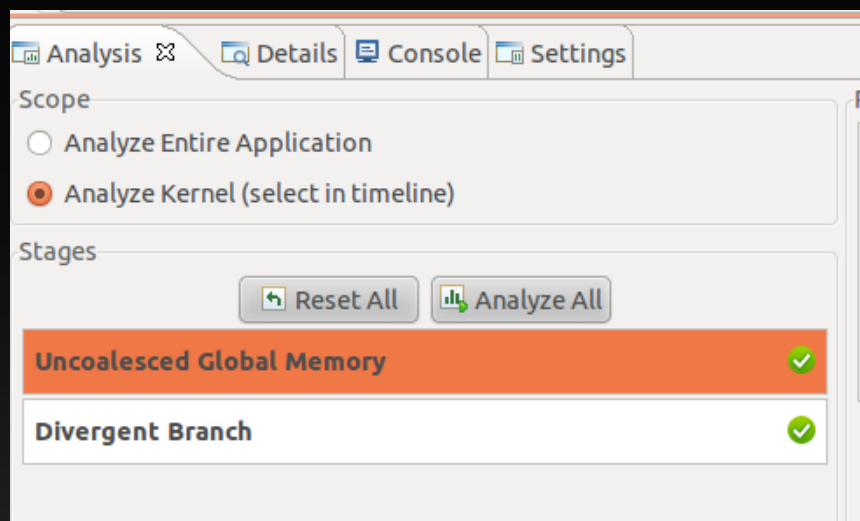 Analysis Details Console Settings
Scope
Analyze Entire Application
Analyze Kernel (select in timeline)
Stages
Reset All Analyze All
Uncoalesced Global Memory
Divergent Branch